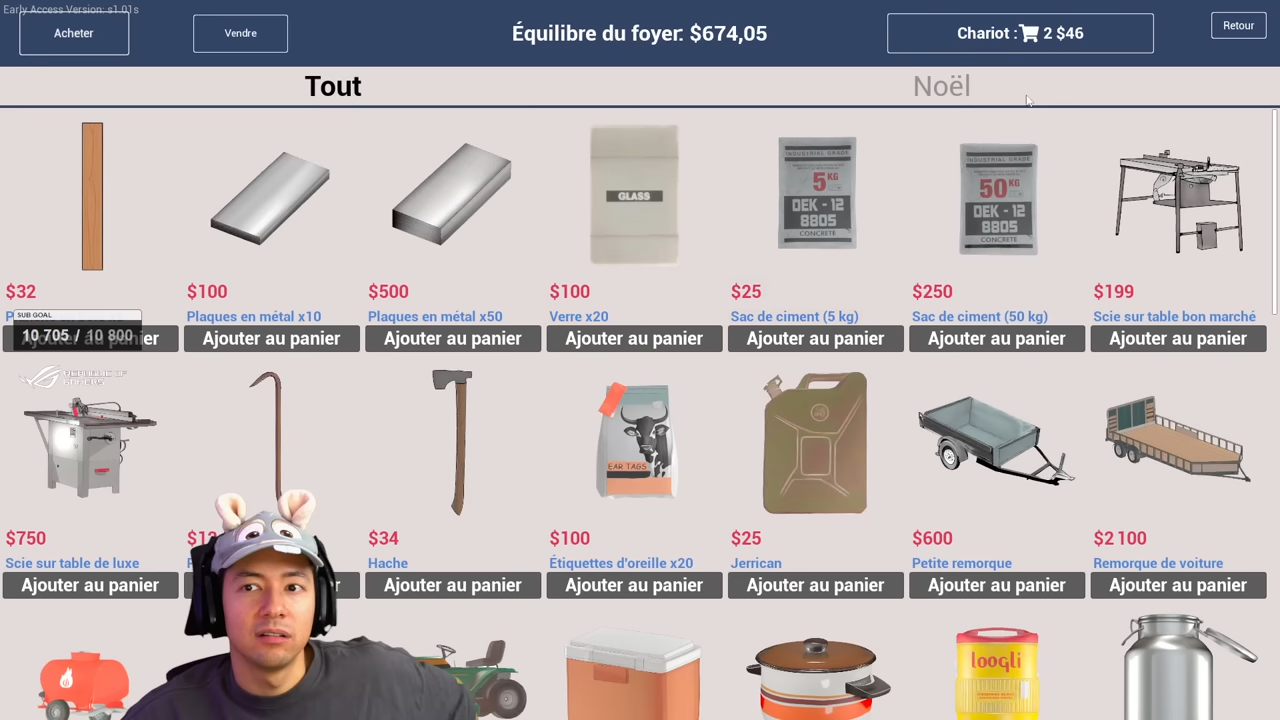 Early Access Version: s1.01s
Acheter
Vendre
Équilibre du foyer: $674,05
Chariot : 2 $46
Retour
Tout
Noël
GLASS
INDUSTRIAL GRADE
5 KG
DEK - 12
8805
CONCRETE
INDUSTRIAL GRADE
50 KG
DEK - 12
8805
CONCRETE
$32
$100
$500
$100
$25
$250
$199
Plaques en métal x10
Plaques en métal x50
Verre x20
Sac de ciment (5 kg)
Sac de ciment (50 kg)
Scie sur table bon marché
SUB GOAL
10 705 / 10 800
Ajouter au panier
Ajouter au panier
Ajouter au panier
Ajouter au panier
Ajouter au panier
Ajouter au panier
Ajouter au panier
REPUBLIC OF
GAMERS
EAR TAGS
$750
$34
$100
$25
$600
$2 100
Scie sur table de luxe
Hache
Étiquettes d'oreille x20
Jerrican
Petite remorque
Remorque de voiture
Ajouter au panier
Ajouter au panier
Ajouter au panier
Ajouter au panier
Ajouter au panier
Ajouter au panier
looqli